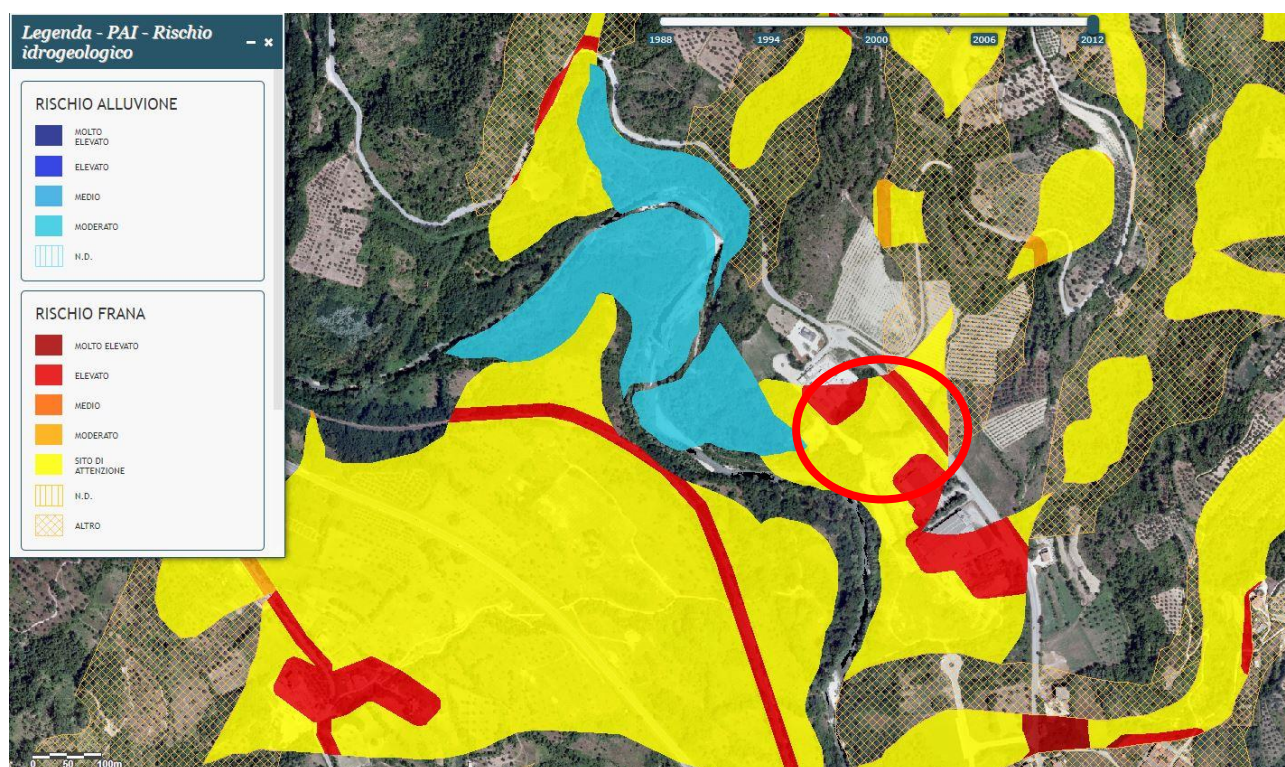 Legenda - PAI - Rischio
idrogeologico
- ×
RISCHIO ALLUVIONE
MOLTO
ELEVATO
ELEVATO
MEDIO
MODERATO
N.D.
RISCHIO FRANA
MOLTO ELEVATO
ELEVATO
MEDIO
MODERATO
SITO DI
ATTENZIONE
N.D.
ALTRO
1988 1994 2000 2006 2012
0 50 100m